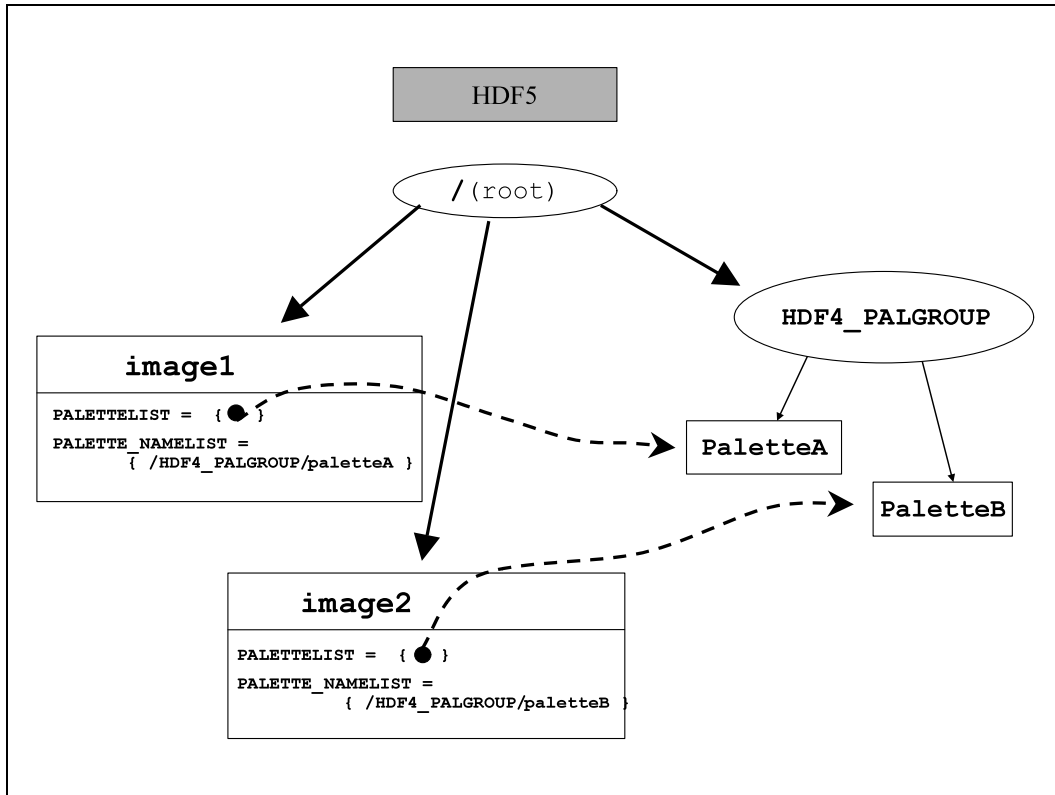 HDF5
/(root)
HDF4_PALGROUP
image1
PALETTELIST = { }
PALETTE_NAMELIST =
{ /HDF4_PALGROUP/paletteA }
PaletteA
PaletteB
image2
PALETTELIST = { }
PALETTE_NAMELIST =
{ /HDF4_PALGROUP/paletteB }